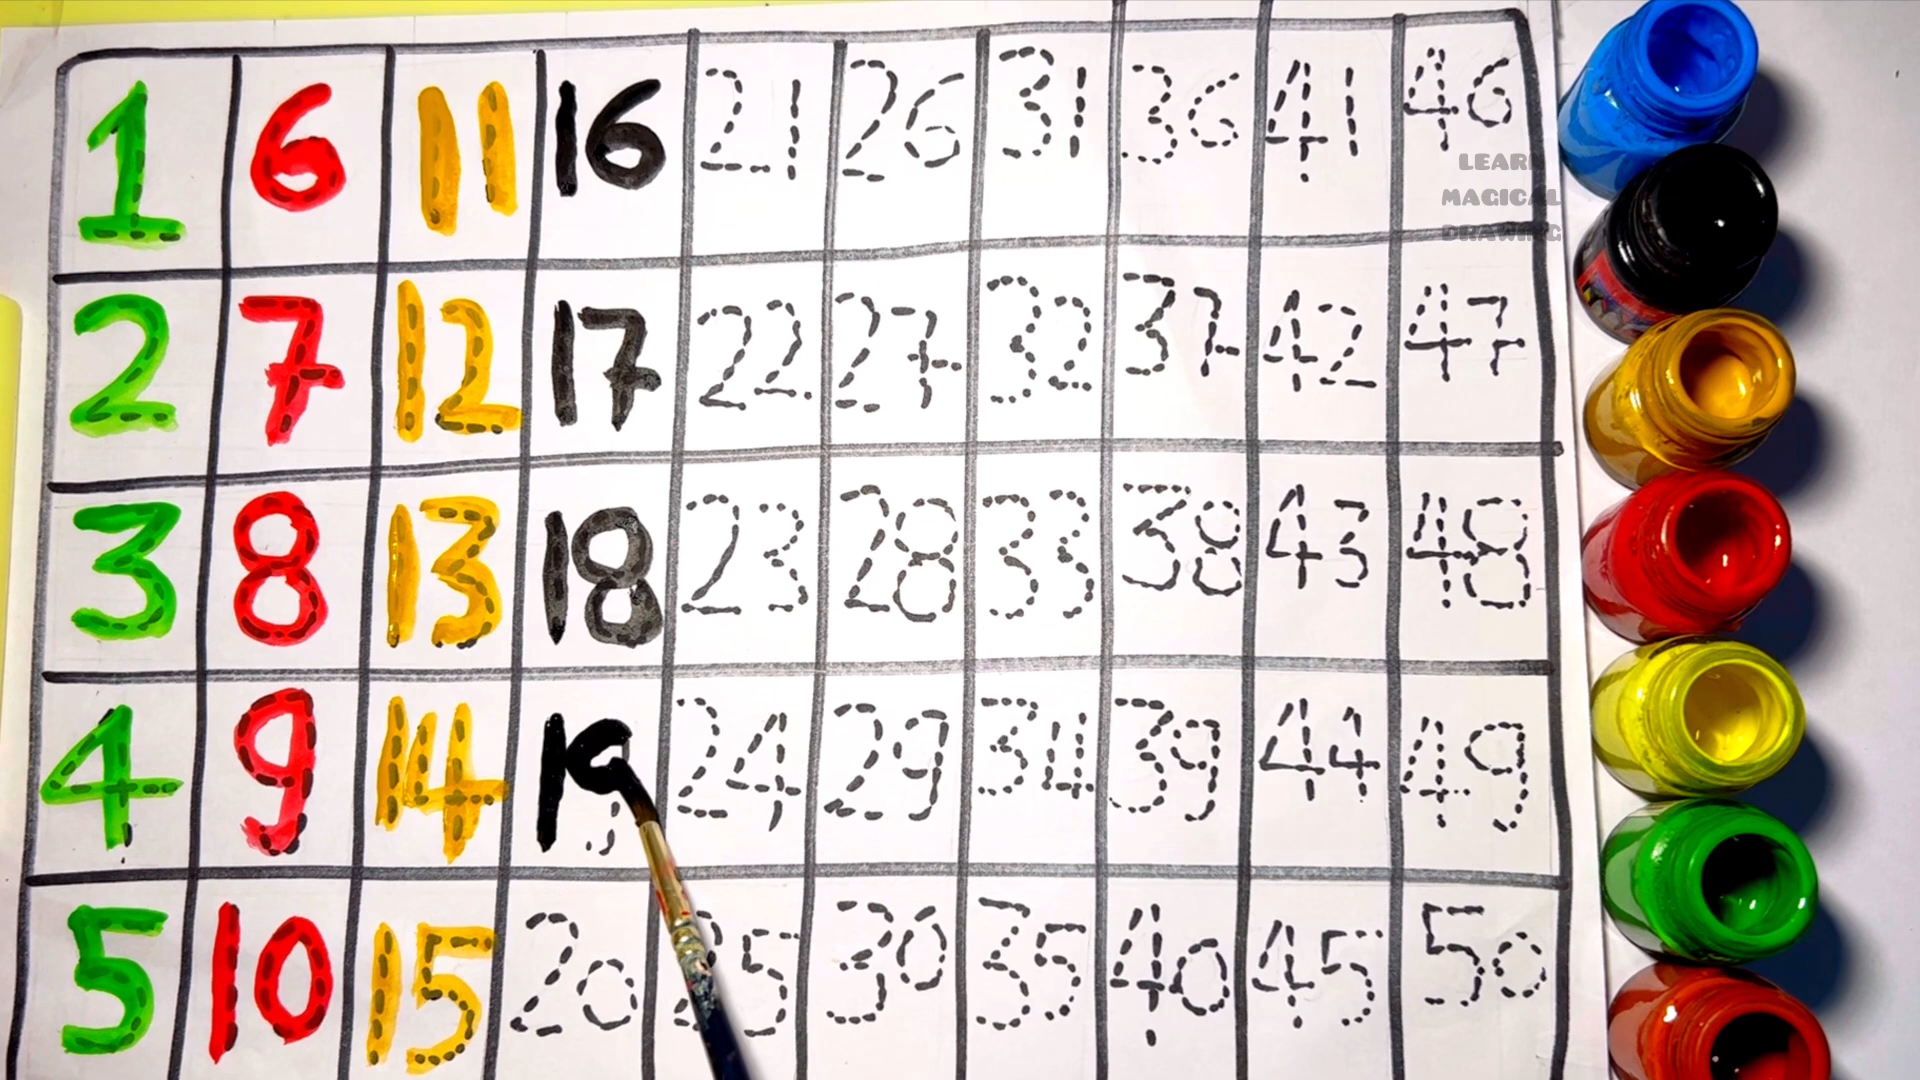 1 6 11 16 21 26 31 36 41 46
LEARN
MAGICAL
DRAWING
2 7 12 17 22 27 32 37 42 47
3 8 13 18 23 28 33 38 43 48
4 9 14 19 24 29 34 39 44 49
5 10 15 20 25 30 35 40 45 50